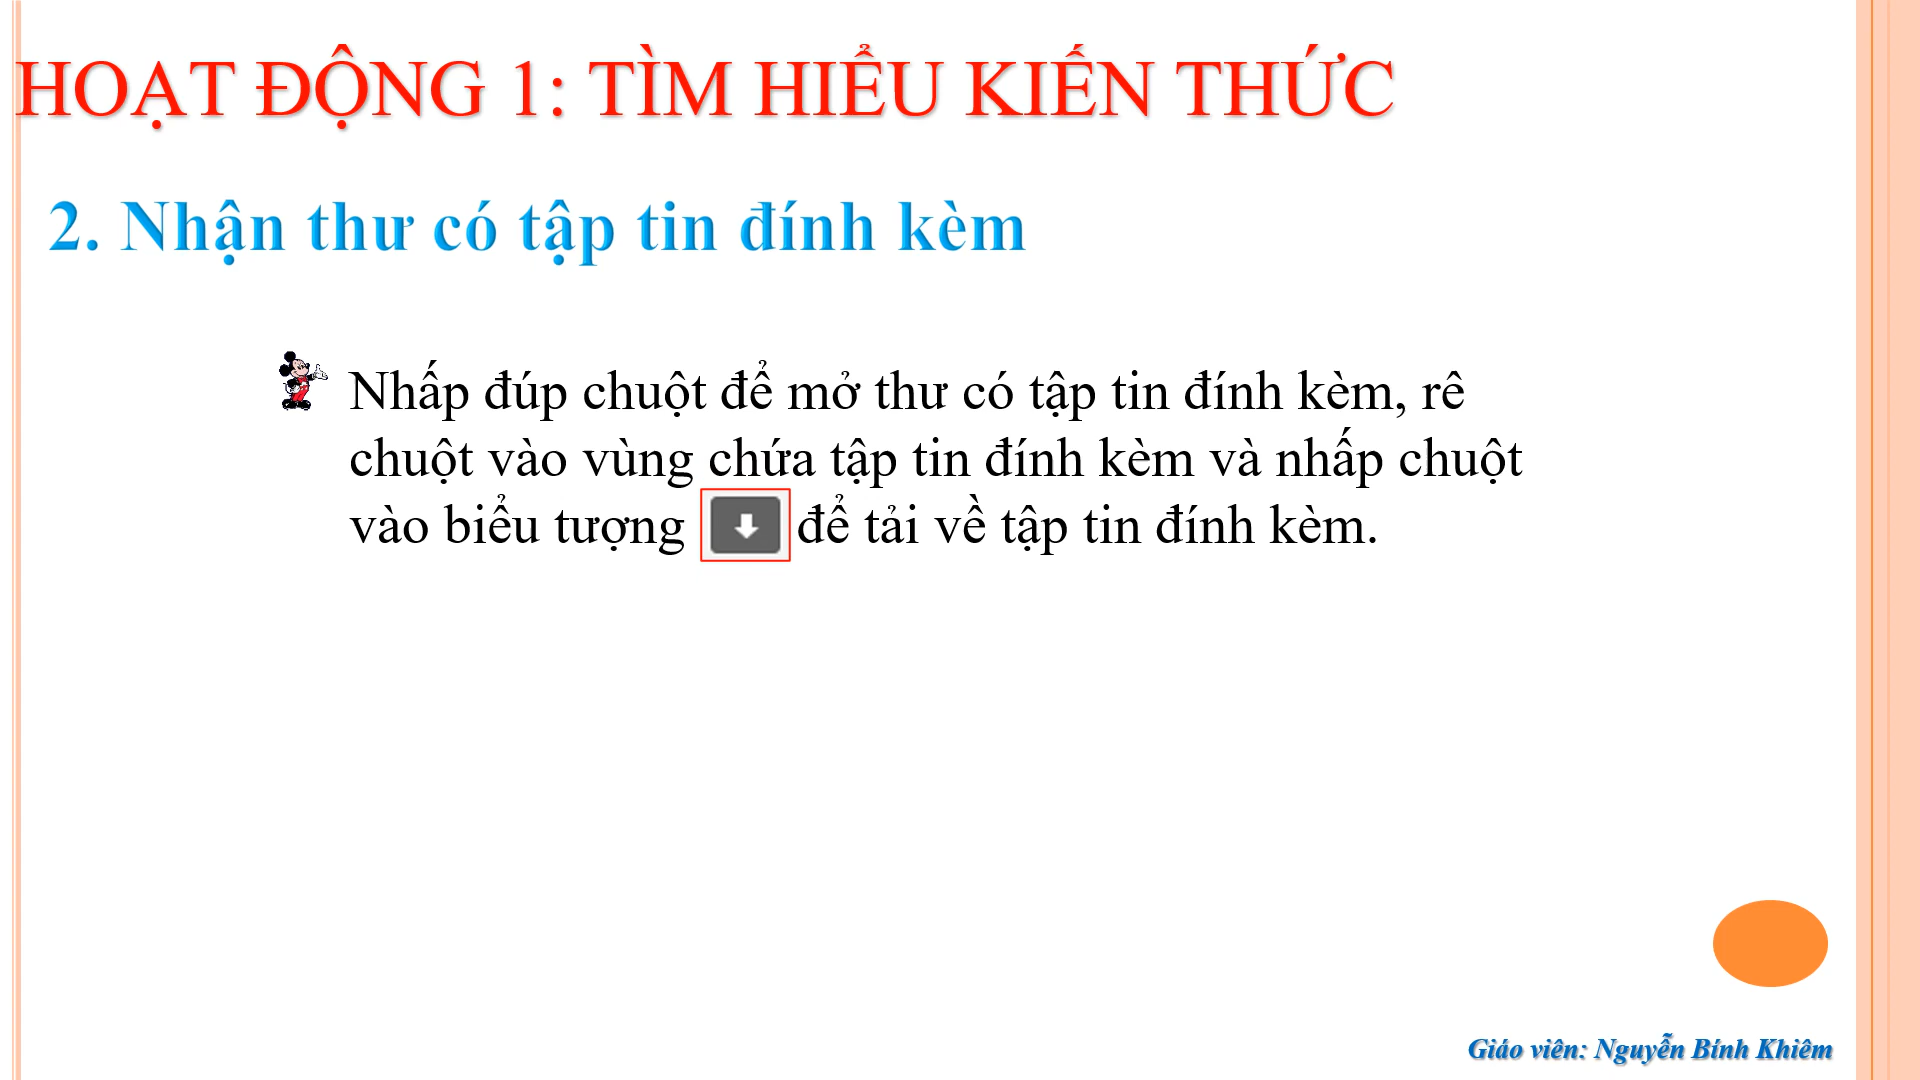 HOẠT ĐỘNG 1: TÌM HIỂU KIẾN THỨC
2. Nhận thư có tập tin đính kèm
Nhấp đúp chuột để mở thư có tập tin đính kèm, rê
chuột vào vùng chứa tập tin đính kèm và nhấp chuột
vào biểu tượng để tải về tập tin đính kèm.
Giáo viên: Nguyễn Bính Khiêm